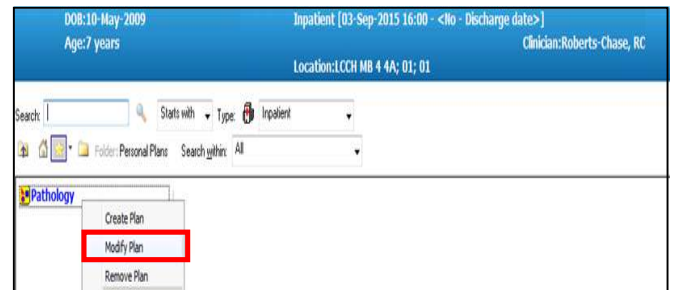 DOB:10-May-2009 Inpatient [03-Sep-2015 16:00 - <No - Discharge date>]
Age:7 years Clinician:Roberts-Chase, RC
Location:LCCH MB 4 4A; 01; 01
Search: Starts with Type: Inpatient
Folder: Personal Plans Search within: All
Pathology
Create Plan
Modify Plan
Remove Plan